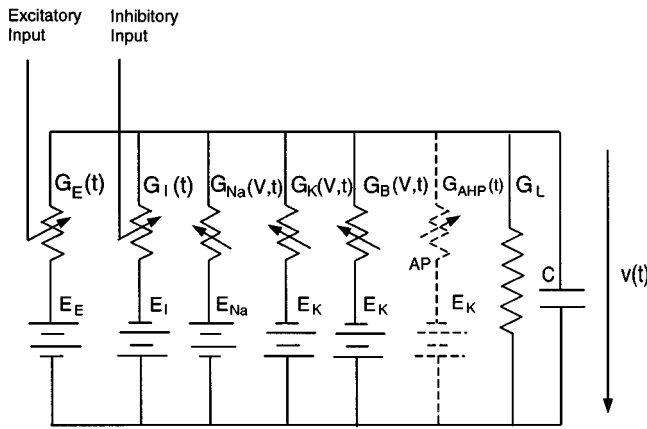 Excitatory
Input
Inhibitory
Input
G_E(t) G_I(t) G_Na(V,t) G_K(V,t) G_B(V,t) G_AHP(t) G_L
AP
E_E E_I E_Na E_K E_K E_K C v(t)